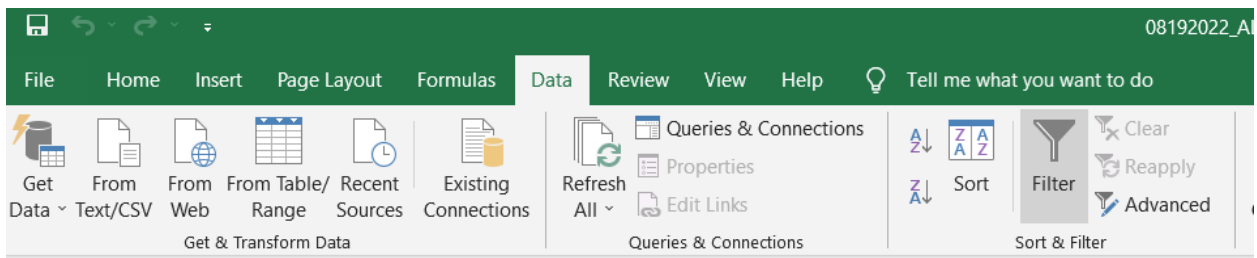 08192022_Al
File Home Insert Page Layout Formulas Data Review View Help Tell me what you want to do
Get Data
From Text/CSV
From Web
From Table/ Range
Recent Sources
Existing Connections
Get & Transform Data
Refresh All
Queries & Connections
Properties
Edit Links
Queries & Connections
A
Z
Z
A
Z A
A Z
Sort
Filter
Clear
Reapply
Advanced
Sort & Filter